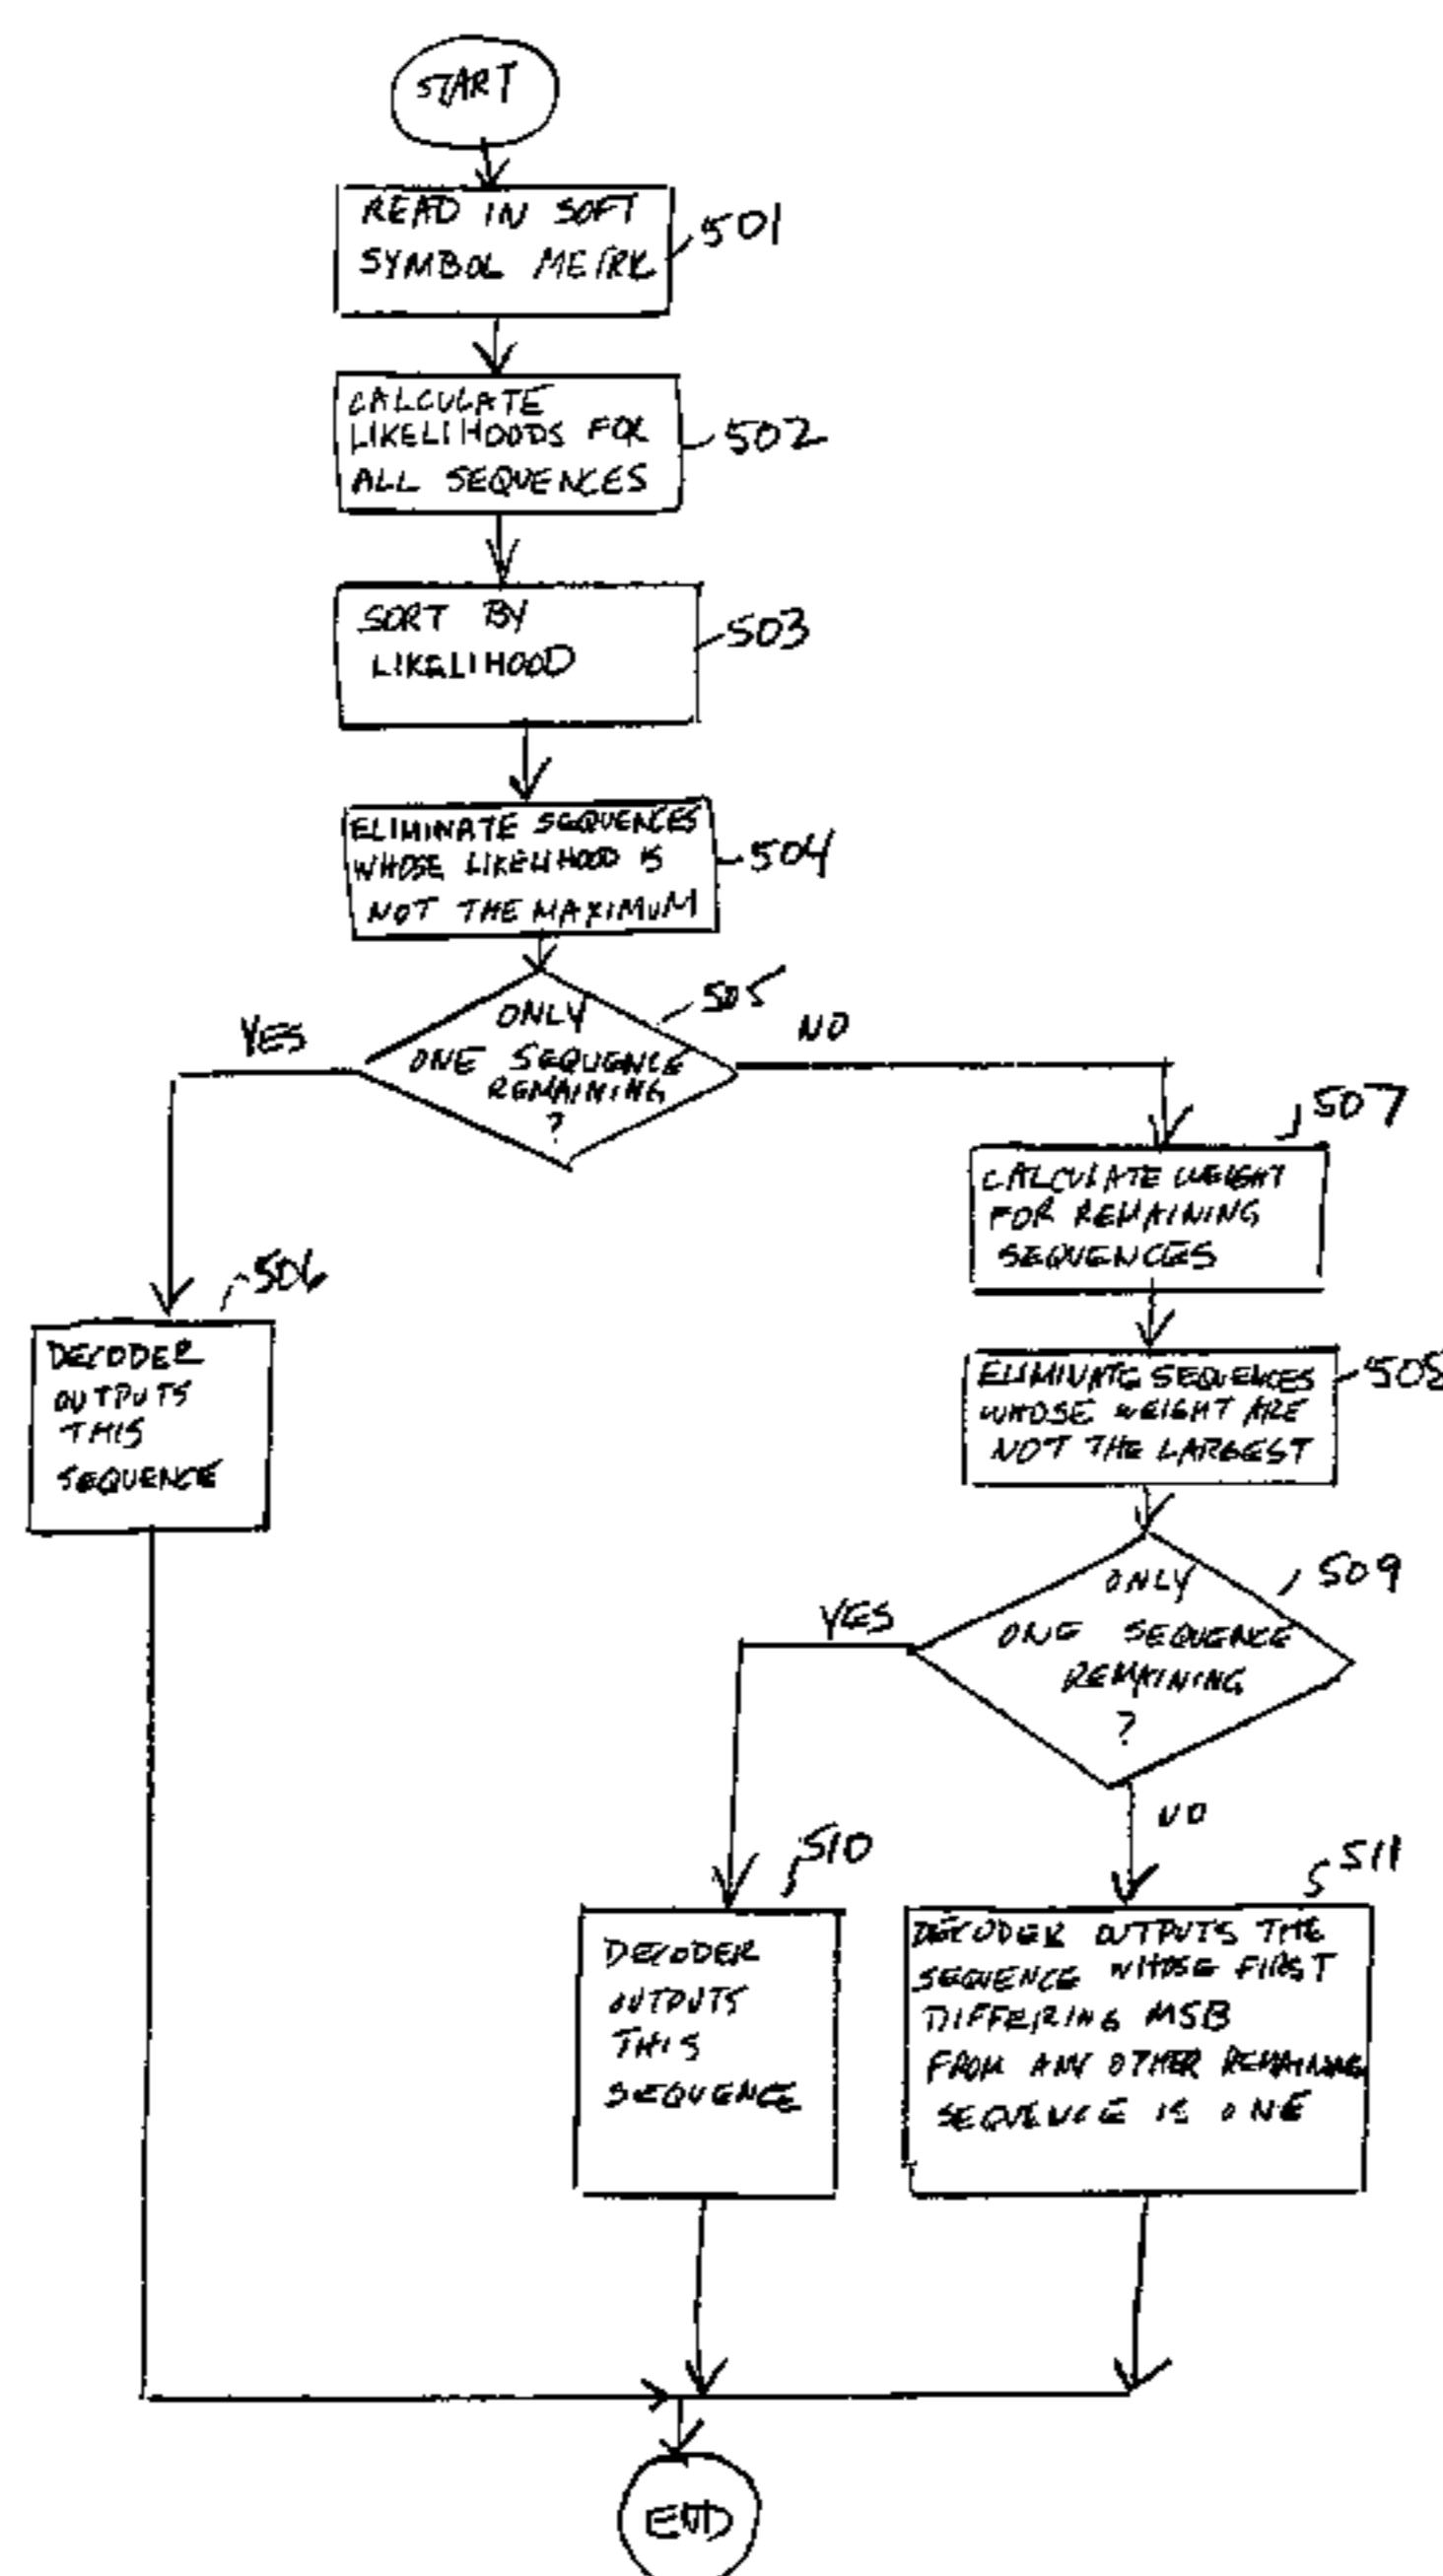 START
READ IN SOFT
SYMBOL METRIC
501
CALCULATE
LIKELIHOODS FOR
ALL SEQUENCES
502
SORT BY
LIKELIHOOD
503
ELIMINATE SEQUENCES
WHOSE LIKELIHOOD IS
NOT THE MAXIMUM
504
505
ONLY
ONE SEQUENCE
REMAINING
?
YES
NO
507
CALCULATE WEIGHT
FOR REMAINING
SEQUENCES
506
DECODER
OUTPUTS
THIS
SEQUENCE
ELIMINATE SEQUENCES
WHOSE WEIGHT ARE
NOT THE LARGEST
508
509
ONLY
ONE SEQUENCE
REMAINING
?
YES
NO
510
DECODER
OUTPUTS
THIS
SEQUENCE
511
DECODER OUTPUTS THE
SEQUENCE WHOSE FIRST
DIFFERING MSB
FROM ANY OTHER REMAINING
SEQUENCE IS ONE
END